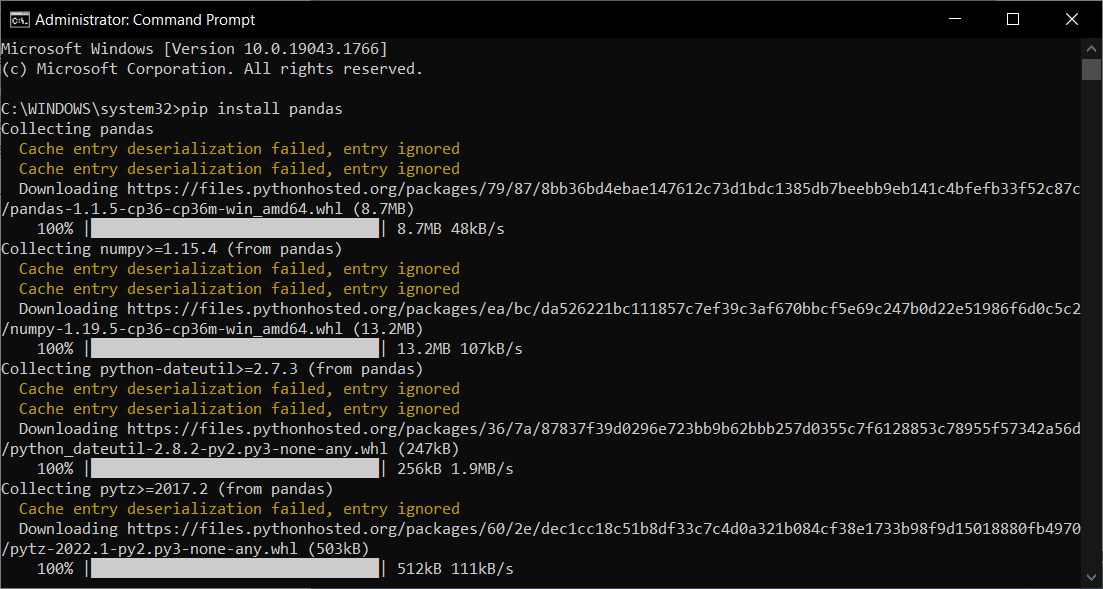 Administrator: Command Prompt
Microsoft Windows [Version 10.0.19043.1766]
(c) Microsoft Corporation. All rights reserved.
C:\WINDOWS\system32>pip install pandas
Collecting pandas
  Cache entry deserialization failed, entry ignored
  Cache entry deserialization failed, entry ignored
  Downloading https://files.pythonhosted.org/packages/79/87/8bb36bd4ebae147612c73d1bdc1385db7beebb9eb141c4bfefb33f52c87c
/pandas-1.1.5-cp36-cp36m-win_amd64.whl (8.7MB)
    100% |████████████████████████████████| 8.7MB 48kB/s
Collecting numpy>=1.15.4 (from pandas)
  Cache entry deserialization failed, entry ignored
  Cache entry deserialization failed, entry ignored
  Downloading https://files.pythonhosted.org/packages/ea/bc/da526221bc111857c7ef39c3af670bbcf5e69c247b0d22e51986f6d0c5c2
/numpy-1.19.5-cp36-cp36m-win_amd64.whl (13.2MB)
    100% |████████████████████████████████| 13.2MB 107kB/s
Collecting python-dateutil>=2.7.3 (from pandas)
  Cache entry deserialization failed, entry ignored
  Cache entry deserialization failed, entry ignored
  Downloading https://files.pythonhosted.org/packages/36/7a/87837f39d0296e723bb9b62bbb257d0355c7f6128853c78955f57342a56d
/python_dateutil-2.8.2-py2.py3-none-any.whl (247kB)
    100% |████████████████████████████████| 256kB 1.9MB/s
Collecting pytz>=2017.2 (from pandas)
  Cache entry deserialization failed, entry ignored
  Downloading https://files.pythonhosted.org/packages/60/2e/dec1cc18c51b8df33c7c4d0a321b084cf38e1733b98f9d15018880fb4970
/pytz-2022.1-py2.py3-none-any.whl (503kB)
    100% |████████████████████████████████| 512kB 111kB/s